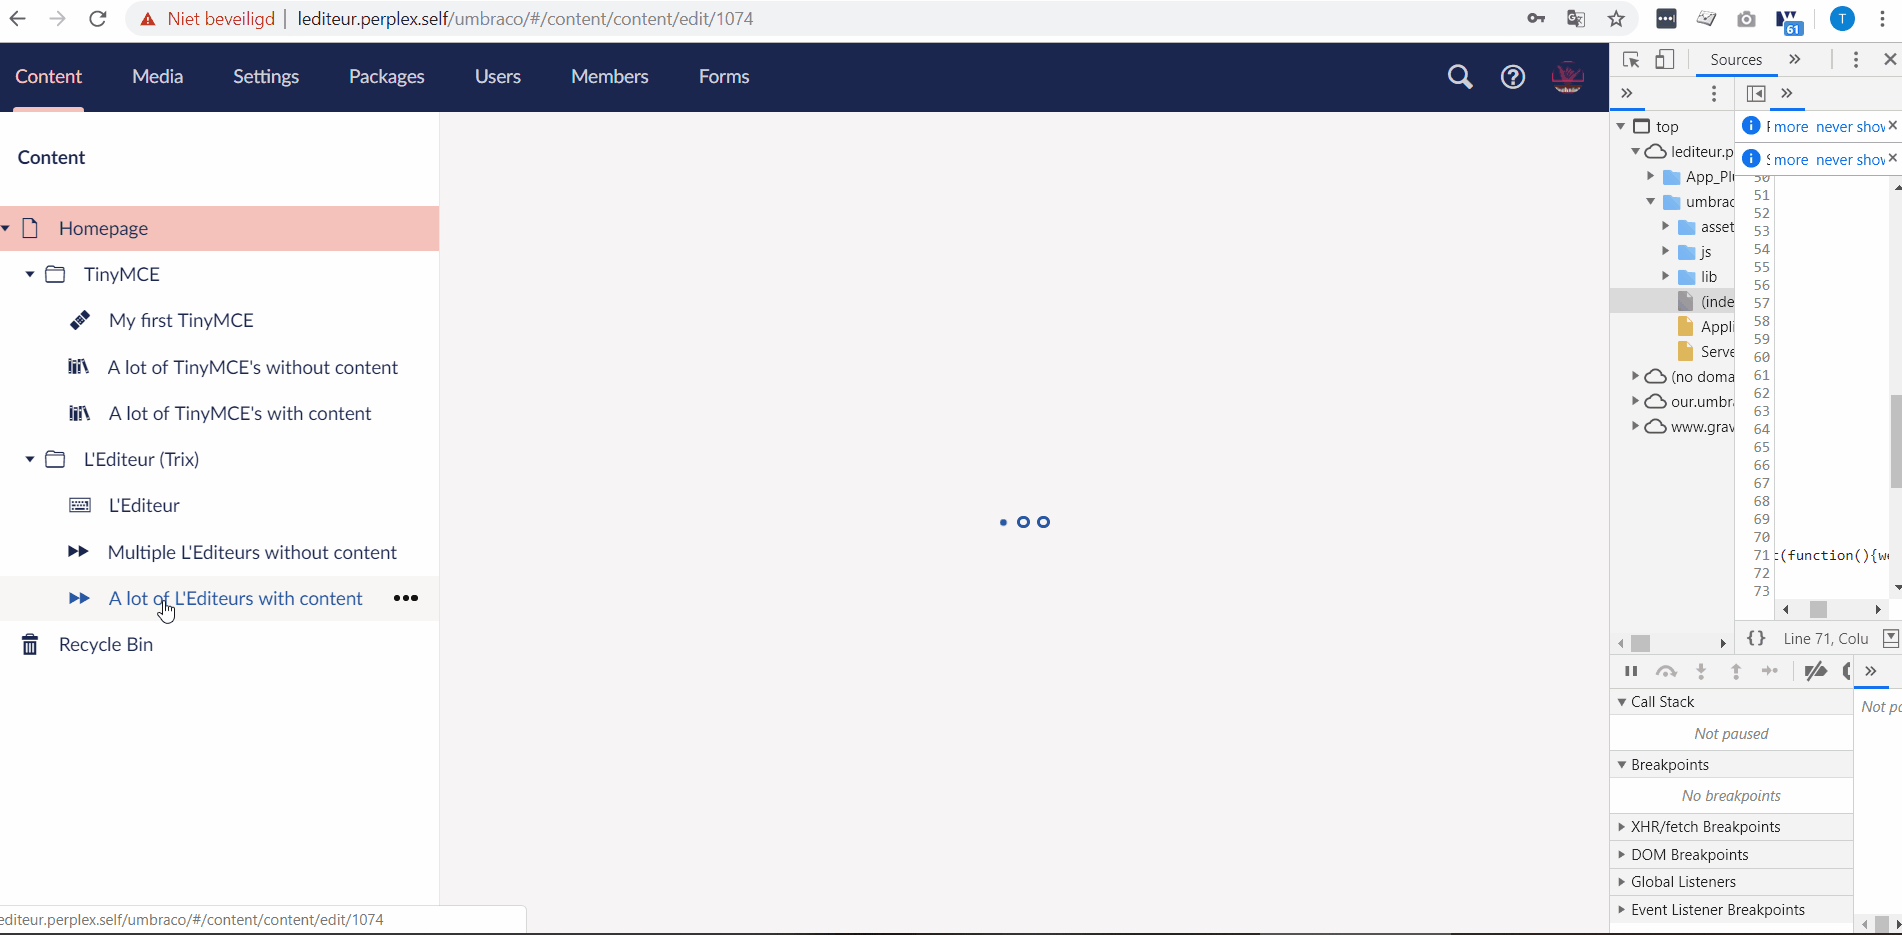 Niet beveiligd | lediteur.perplex.self/umbraco/#/content/content/edit/1074
61
T
Content Media Settings Packages Users Members Forms
Content
Homepage
TinyMCE
My first TinyMCE
A lot of TinyMCE's without content
A lot of TinyMCE's with content
L'Editeur (Trix)
L'Editeur
Multiple L'Editeurs without content
A lot of L'Editeurs with content
Recycle Bin
editeur.perplex.self/umbraco/#/content/content/edit/1074
Sources
top
lediteur.p
App_Pl
umbrac
asset
js
lib
(inde
Appli
Serve
(no doma
our.umbra
www.grav
more never show
more never show
50
51
52
53
54
55
56
57
58
59
60
61
62
63
64
65
66
67
68
69
70
71 t(function(){we
72
73
{} Line 71, Colu
Call Stack
Not paused
Breakpoints
No breakpoints
XHR/fetch Breakpoints
DOM Breakpoints
Global Listeners
Event Listener Breakpoints
Not pa